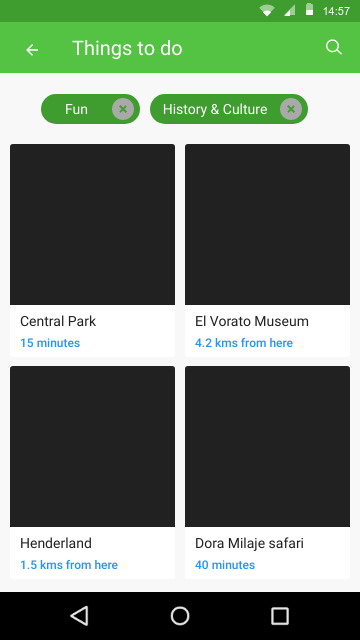 14:57
Things to do
Fun
History & Culture
Central Park
15 minutes
El Vorato Museum
4.2 kms from here
Henderland
1.5 kms from here
Dora Milaje safari
40 minutes